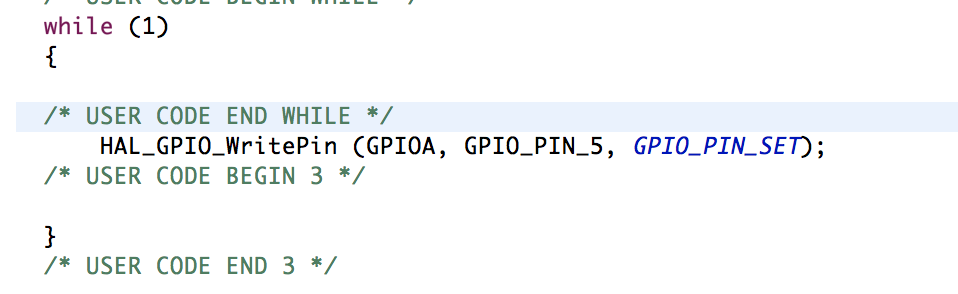 /* USER CODE BEGIN WHILE */
while (1)
{
/* USER CODE END WHILE */
HAL_GPIO_WritePin (GPIOA, GPIO_PIN_5, GPIO_PIN_SET);
/* USER CODE BEGIN 3 */
}
/* USER CODE END 3 */